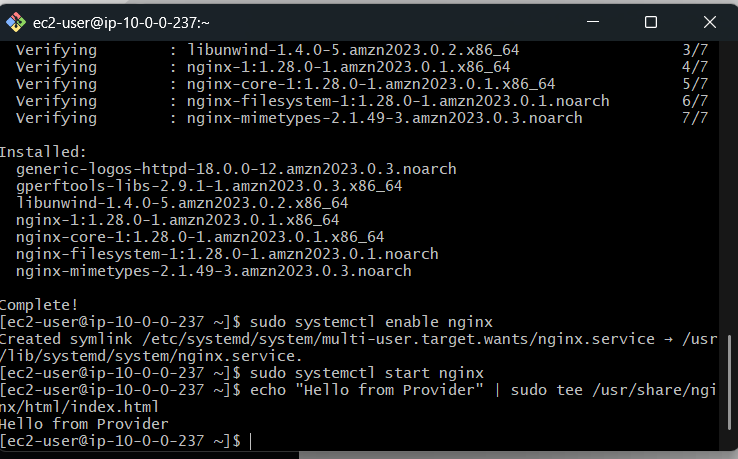 ec2-user@ip-10-0-0-237:~
Verifying : libunwind-1.4.0-5.amzn2023.0.2.x86_64 3/7
Verifying : nginx-1:1.28.0-1.amzn2023.0.1.x86_64 4/7
Verifying : nginx-core-1:1.28.0-1.amzn2023.0.1.x86_64 5/7
Verifying : nginx-filesystem-1:1.28.0-1.amzn2023.0.1.noarch 6/7
Verifying : nginx-mimetypes-2.1.49-3.amzn2023.0.3.noarch 7/7
Installed:
generic-logos-httpd-18.0.0-12.amzn2023.0.3.noarch
gperftools-libs-2.9.1-1.amzn2023.0.3.x86_64
libunwind-1.4.0-5.amzn2023.0.2.x86_64
nginx-1:1.28.0-1.amzn2023.0.1.x86_64
nginx-core-1:1.28.0-1.amzn2023.0.1.x86_64
nginx-filesystem-1:1.28.0-1.amzn2023.0.1.noarch
nginx-mimetypes-2.1.49-3.amzn2023.0.3.noarch
Complete!
[ec2-user@ip-10-0-0-237 ~]$ sudo systemctl enable nginx
Created symlink /etc/systemd/system/multi-user.target.wants/nginx.service → /usr
/lib/systemd/system/nginx.service.
[ec2-user@ip-10-0-0-237 ~]$ sudo systemctl start nginx
[ec2-user@ip-10-0-0-237 ~]$ echo "Hello from Provider" | sudo tee /usr/share/ngi
nx/html/index.html
Hello from Provider
[ec2-user@ip-10-0-0-237 ~]$